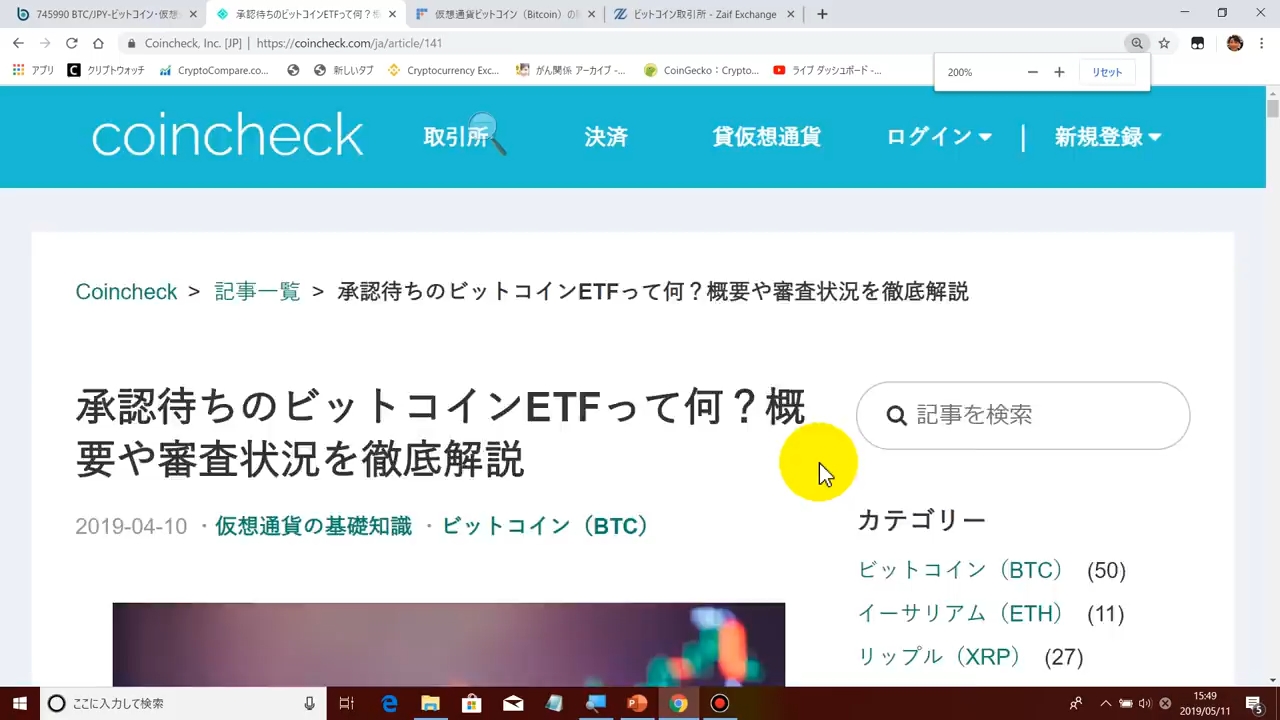 745990 BTC/JPY-ビットコイン・仮想
承認待ちのビットコインETFって何？概
仮想通貨ビットコイン（Bitcoin）の
ビットコイン取引所 - Zaif Exchange
Coincheck, Inc. [JP] | https://coincheck.com/ja/article/141
アプリ
クリプトウォッチ
CryptoCompare.co...
新しいタブ
Cryptocurrency Exc...
がん関係 アーカイブ -...
CoinGecko：Crypto...
ライブ ダッシュボード -...
200%
リセット
coincheck 取引所 決済 貸仮想通貨 ログイン | 新規登録
Coincheck > 記事一覧 > 承認待ちのビットコインETFって何？概要や審査状況を徹底解説
承認待ちのビットコインETFって何？概
要や審査状況を徹底解説
記事を検索
2019-04-10 ・仮想通貨の基礎知識 ・ビットコイン（BTC）
カテゴリー
ビットコイン（BTC） (50)
イーサリアム（ETH） (11)
リップル（XRP） (27)
ここに入力して検索
15:49
2019/05/11
5